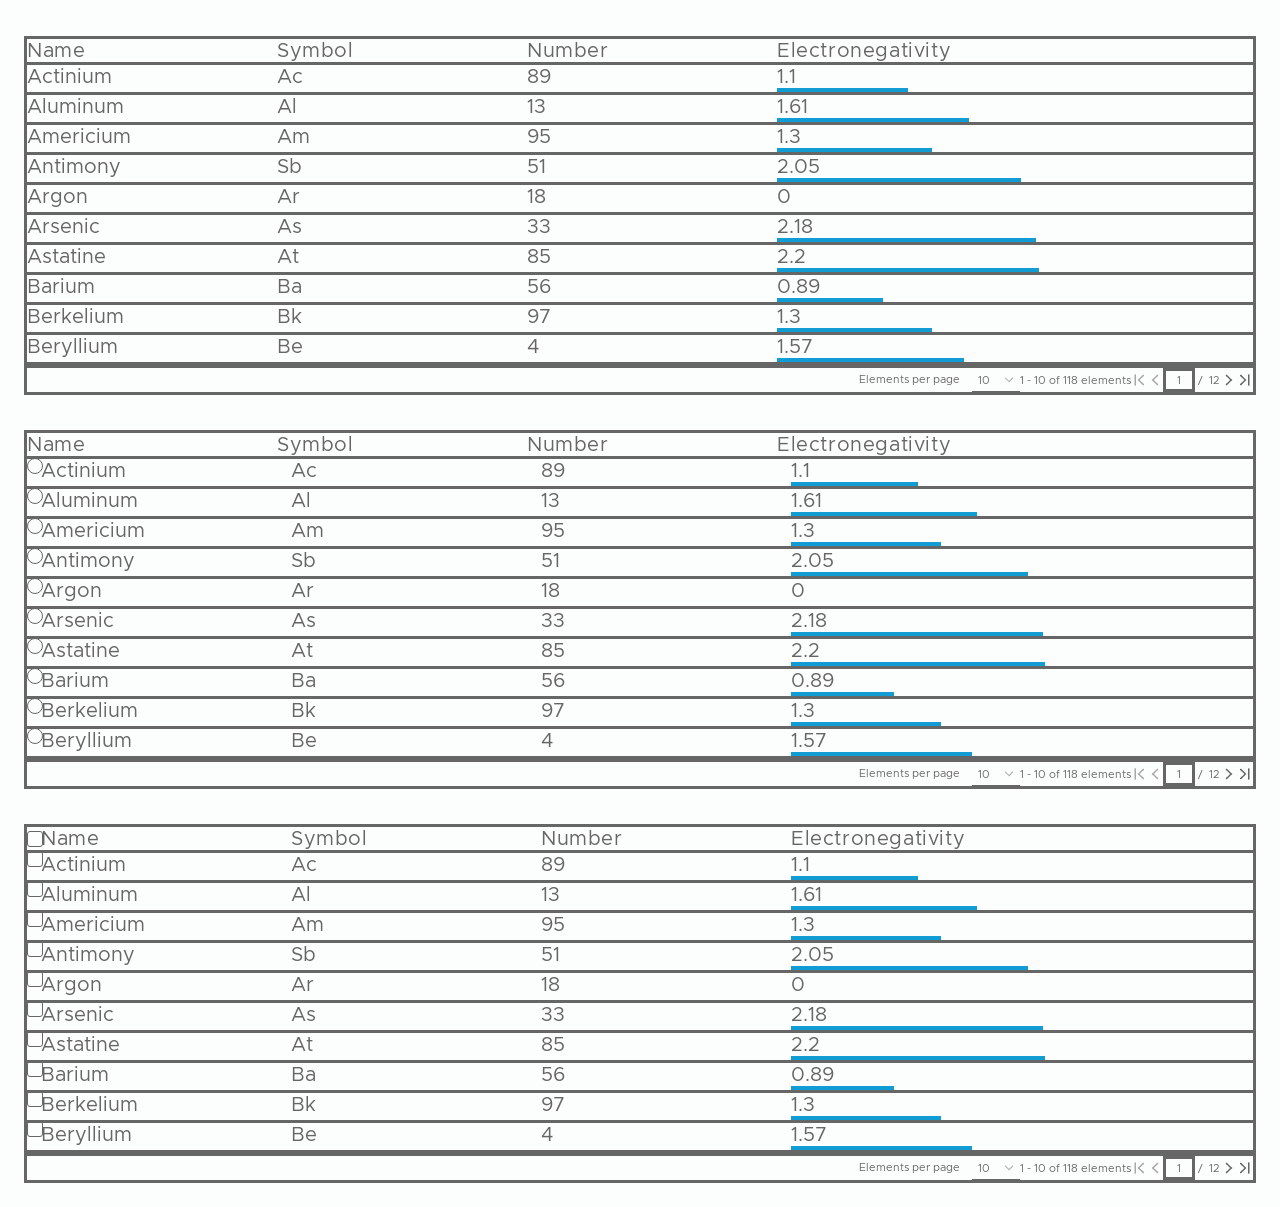 Name Symbol Number Electronegativity
Actinium Ac 89 1.1
Aluminum Al 13 1.61
Americium Am 95 1.3
Antimony Sb 51 2.05
Argon Ar 18 0
Arsenic As 33 2.18
Astatine At 85 2.2
Barium Ba 56 0.89
Berkelium Bk 97 1.3
Beryllium Be 4 1.57
Elements per page 10 1 - 10 of 118 elements 1 / 12
Name Symbol Number Electronegativity
Actinium Ac 89 1.1
Aluminum Al 13 1.61
Americium Am 95 1.3
Antimony Sb 51 2.05
Argon Ar 18 0
Arsenic As 33 2.18
Astatine At 85 2.2
Barium Ba 56 0.89
Berkelium Bk 97 1.3
Beryllium Be 4 1.57
Elements per page 10 1 - 10 of 118 elements 1 / 12
Name Symbol Number Electronegativity
Actinium Ac 89 1.1
Aluminum Al 13 1.61
Americium Am 95 1.3
Antimony Sb 51 2.05
Argon Ar 18 0
Arsenic As 33 2.18
Astatine At 85 2.2
Barium Ba 56 0.89
Berkelium Bk 97 1.3
Beryllium Be 4 1.57
Elements per page 10 1 - 10 of 118 elements 1 / 12